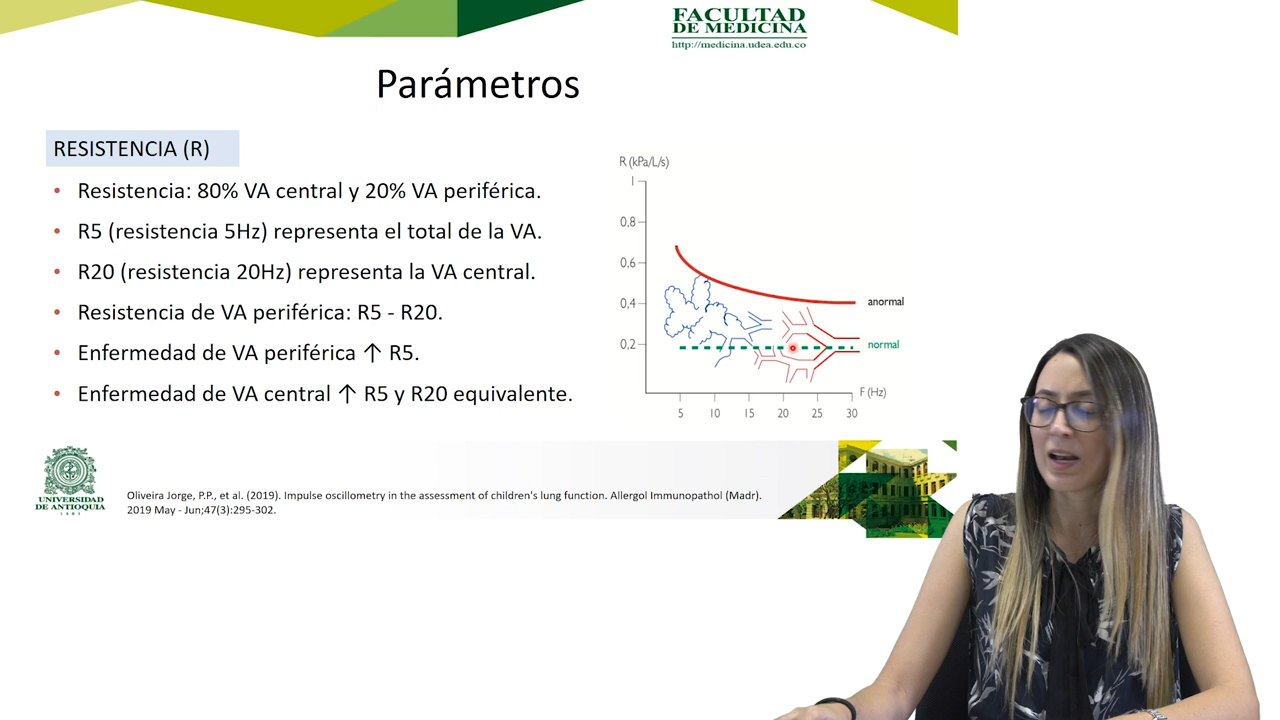 FACULTAD
DE MEDICINA
http://medicina.udea.edu.co
Parámetros
RESISTENCIA (R)
• Resistencia: 80% VA central y 20% VA periférica.
• R5 (resistencia 5Hz) representa el total de la VA.
• R20 (resistencia 20Hz) representa la VA central.
• Resistencia de VA periférica: R5 - R20.
• Enfermedad de VA periférica ↑ R5.
• Enfermedad de VA central ↑ R5 y R20 equivalente.
R (kPa/L/s)
1
0,8
0,6
0,4
0,2
anormal
normal
F (Hz)
5 10 15 20 25 30
UNIVERSIDAD
DE ANTIOQUIA
1803
Oliveira Jorge, P.P., et al. (2019). Impulse oscillometry in the assessment of children's lung function. Allergol Immunopathol (Madr).
2019 May - Jun;47(3):295-302.